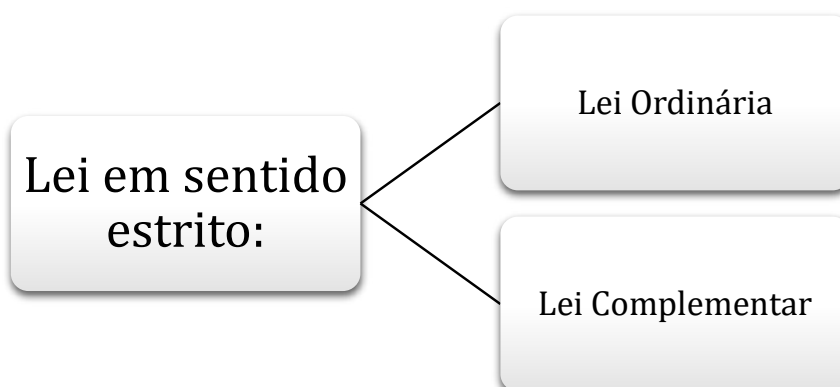 Lei em sentido
estrito:
Lei Ordinária
Lei Complementar